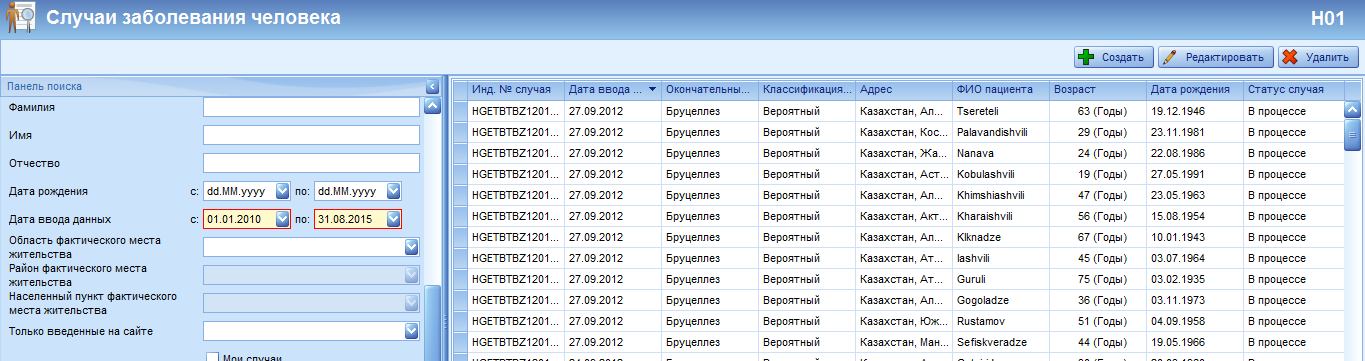 Случаи заболевания человека
H01
Создать
Редактировать
Удалить
Панель поиска
Фамилия
Имя
Отчество
Дата рождения с: dd.MM.yyyy по: dd.MM.yyyy
Дата ввода данных с: 01.01.2010 по: 31.08.2015
Область фактического места
жительства
Район фактического места
жительства
Населенный пункт фактического
места жительства
Только введенные на сайте
Мои случаи
Инд. № случая Дата ввода ... Окончательны... Классификация... Адрес ФИО пациента Возраст Дата рождения Статус случая
HGETBTBZ1201... 27.09.2012 Бруцеллез Вероятный Казахстан, Ал... Tsereteli 63 (Годы) 19.12.1946 В процессе
HGETBTBZ1201... 27.09.2012 Бруцеллез Вероятный Казахстан, Кос... Palavandishvili 29 (Годы) 23.11.1981 В процессе
HGETBTBZ1201... 27.09.2012 Бруцеллез Вероятный Казахстан, Жа... Nanava 24 (Годы) 22.08.1986 В процессе
HGETBTBZ1201... 27.09.2012 Бруцеллез Вероятный Казахстан, Аст... Kobulashvili 19 (Годы) 27.05.1991 В процессе
HGETBTBZ1201... 27.09.2012 Бруцеллез Вероятный Казахстан, Ал... Khimshiashvili 47 (Годы) 23.05.1963 В процессе
HGETBTBZ1201... 27.09.2012 Бруцеллез Вероятный Казахстан, Акт... Kharaishvili 56 (Годы) 15.08.1954 В процессе
HGETBTBZ1201... 27.09.2012 Бруцеллез Вероятный Казахстан, Ал... Klknadze 67 (Годы) 10.01.1943 В процессе
HGETBTBZ1201... 27.09.2012 Бруцеллез Вероятный Казахстан, Ат... Iashvili 45 (Годы) 03.07.1964 В процессе
HGETBTBZ1201... 27.09.2012 Бруцеллез Вероятный Казахстан, Ат... Guruli 75 (Годы) 03.02.1935 В процессе
HGETBTBZ1201... 27.09.2012 Бруцеллез Вероятный Казахстан, Ал... Gogoladze 36 (Годы) 03.11.1973 В процессе
HGETBTBZ1201... 27.09.2012 Бруцеллез Вероятный Казахстан, Юж... Rustamov 51 (Годы) 04.09.1958 В процессе
HGETBTBZ1201... 27.09.2012 Бруцеллез Вероятный Казахстан, Ман... Sefiskveradze 44 (Годы) 19.05.1966 В процессе